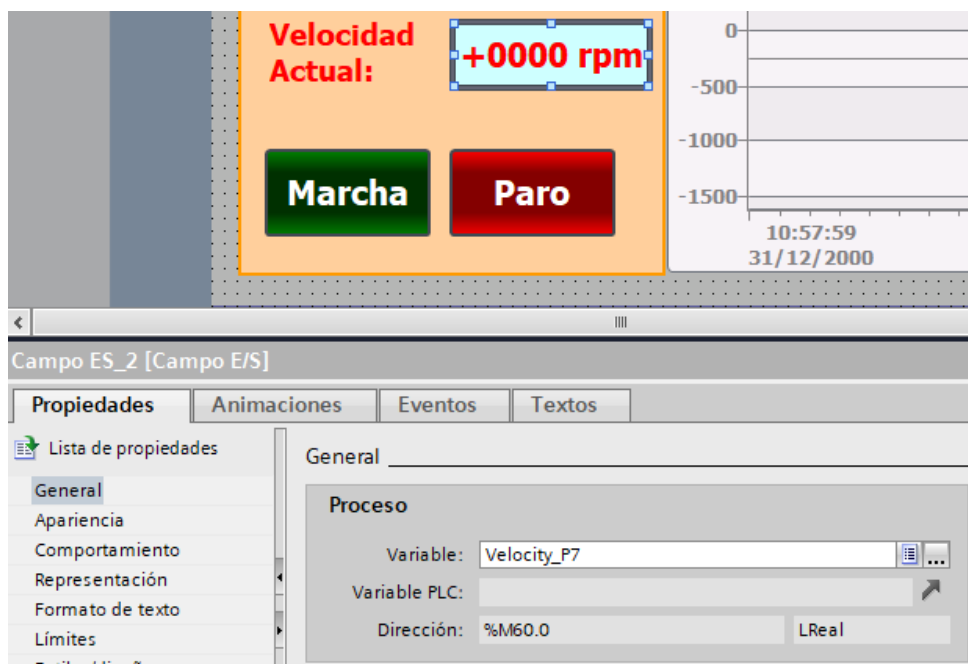 Velocidad
Actual:
+0000 rpm
Marcha
Paro
0
-500
-1000
-1500
10:57:59
31/12/2000
Campo ES_2 [Campo E/S]
Propiedades Animaciones Eventos Textos
Lista de propiedades
General
Apariencia
Comportamiento
Representación
Formato de texto
Límites
General
Proceso
Variable: Velocity_P7
Variable PLC:
Dirección: %M60.0 LReal